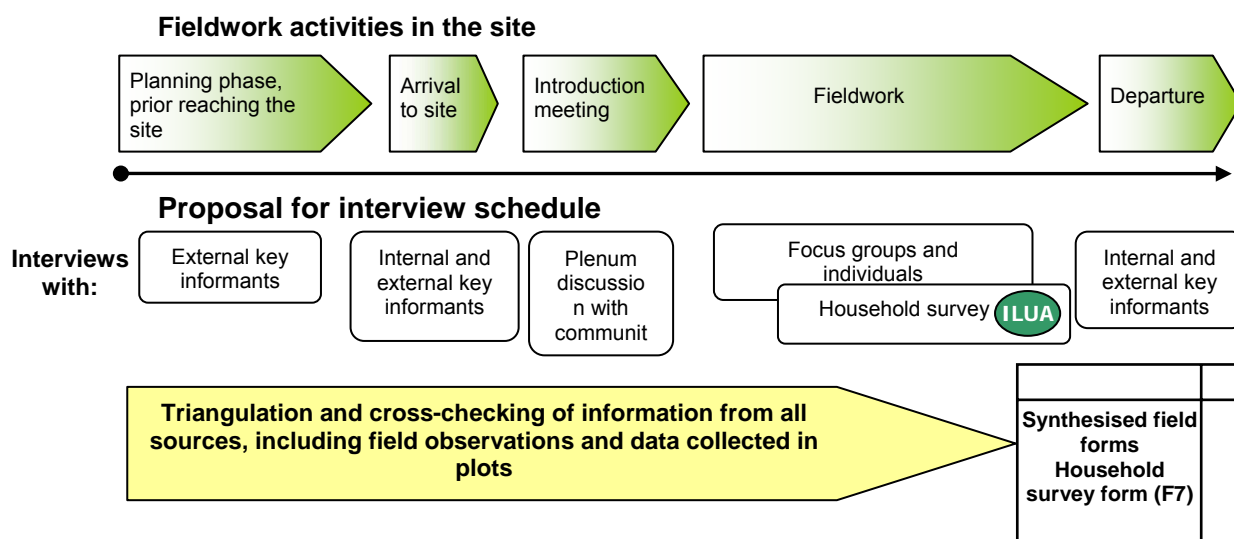 Fieldwork activities in the site
Planning phase,
prior reaching the
site
Arrival
to site
Introduction
meeting
Fieldwork
Departure
Proposal for interview schedule
Interviews
with:
External key
informants
Internal and
external key
informants
Plenum
discussio
n with
communit
Focus groups and
individuals
Household survey
ILUA
Internal and
external key
informants
Triangulation and cross-checking of information from all
sources, including field observations and data collected in
plots
Synthesised field
forms
Household
survey form (F7)